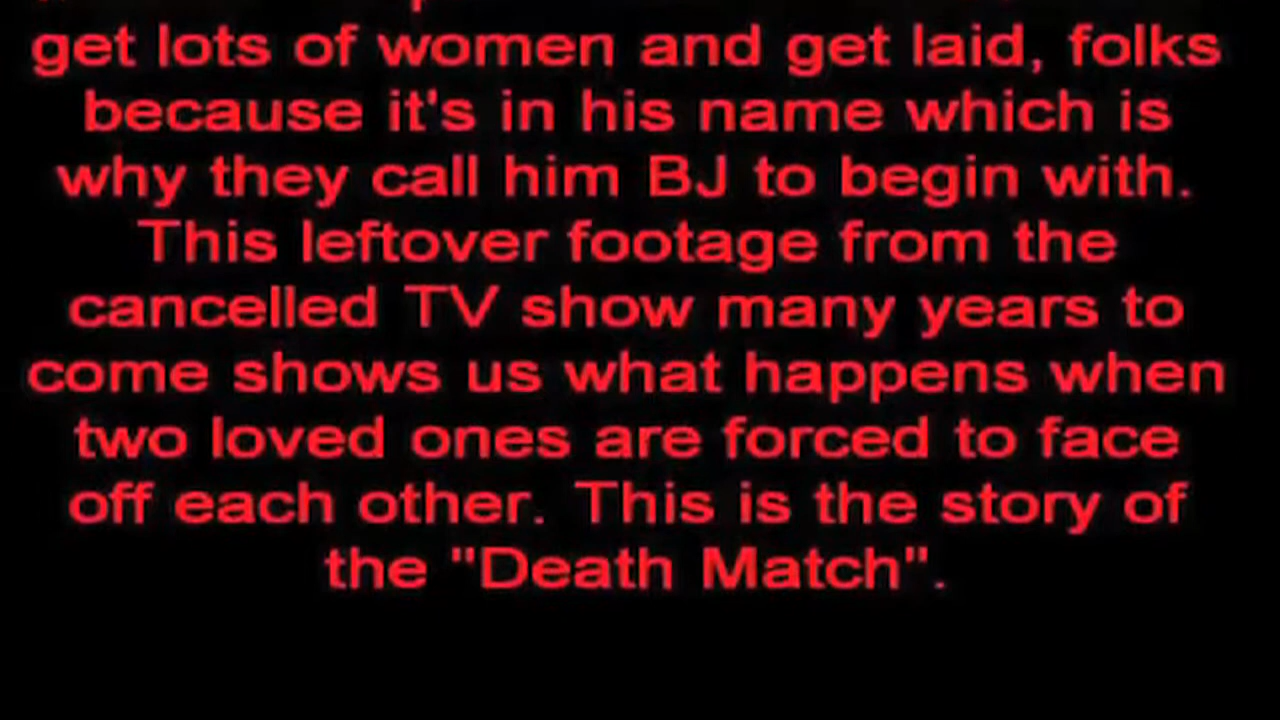 get lots of women and get laid, folks
because it's in his name which is
why they call him BJ to begin with.
This leftover footage from the
cancelled TV show many years to
come shows us what happens when
two loved ones are forced to face
off each other. This is the story of
the "Death Match".